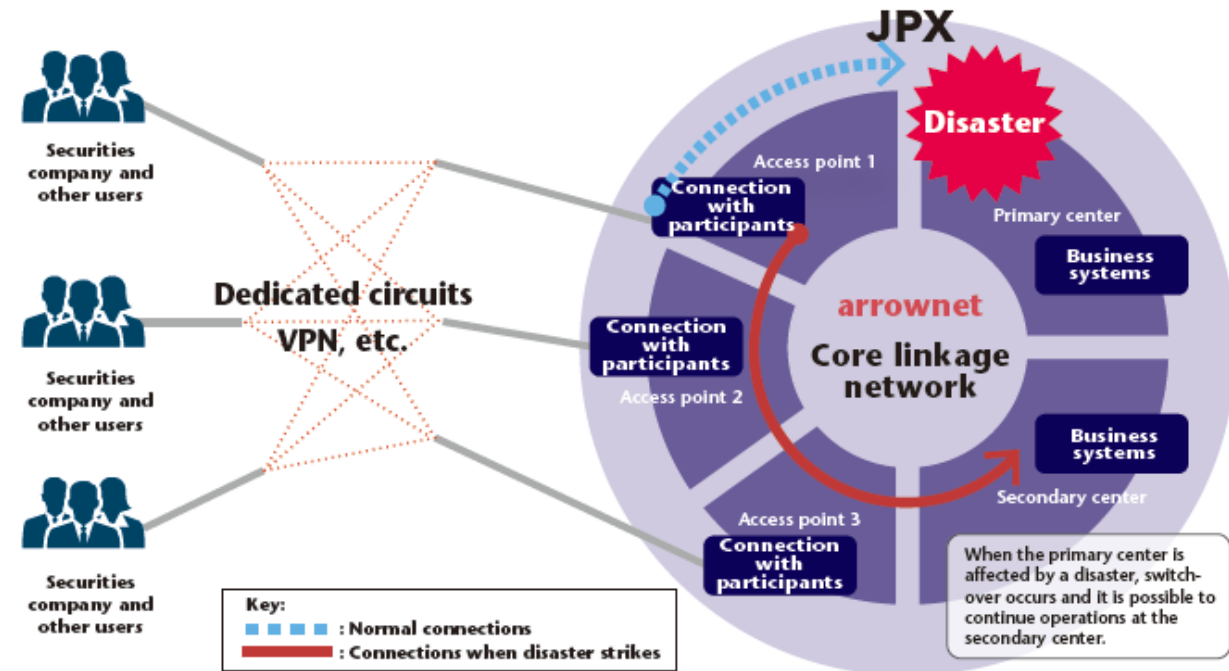 JPX
Disaster
Securities
company and
other users
Access point 1
Connection
with
participants
Primary center
Business
systems
Dedicated circuits
VPN, etc.
Securities
company and
other users
Connection
with
participants
Access point 2
arrownet
Core linkage
network
Business
systems
Secondary center
Securities
company and
other users
Access point 3
Connection
with
participants
When the primary center is
affected by a disaster, switch-
over occurs and it is possible to
continue operations at the
secondary center.
Key:
: Normal connections
: Connections when disaster strikes